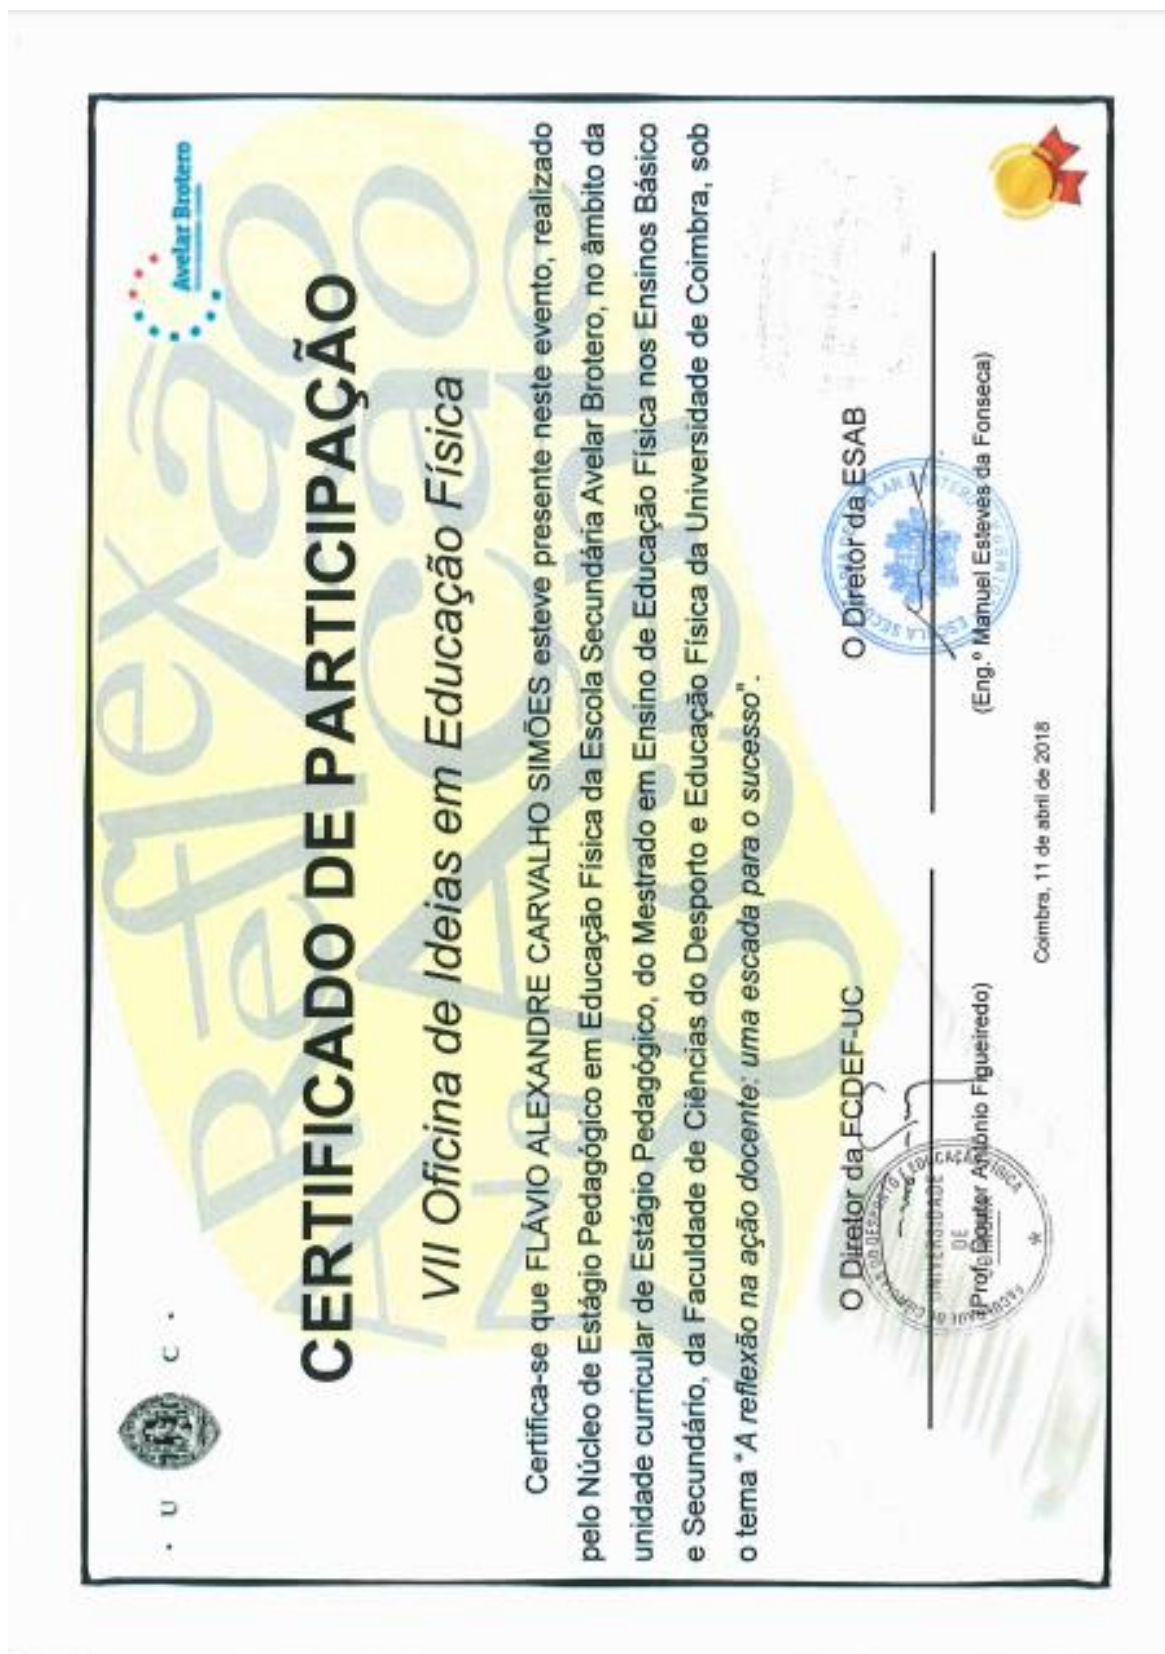 · U C ·
Avelar Brotero
CERTIFICADO DE PARTICIPAÇÃO
VII Oficina de Ideias em Educação Física
Certifica-se que FLÁVIO ALEXANDRE CARVALHO SIMÕES esteve presente neste evento, realizado
pelo Núcleo de Estágio Pedagógico em Educação Física da Escola Secundária Avelar Brotero, no âmbito da
unidade curricular de Estágio Pedagógico, do Mestrado em Ensino de Educação Física nos Ensinos Básico
e Secundário, da Faculdade de Ciências do Desporto e Educação Física da Universidade de Coimbra, sob
o tema "A reflexão na ação docente: uma escada para o sucesso".
O Diretor da FCDEF-UC
O Diretor da ESAB
(Prof. Doutor António Figueiredo)
(Eng.º Manuel Esteves da Fonseca)
Coimbra, 11 de abril de 2018
A Reflexão
Na Ação
UNIVERSIDADE
DE